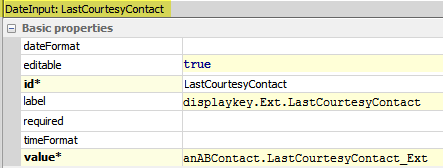 DateInput: LastCourtesyContact
Basic properties
dateFormat
editable true
id* LastCourtesyContact
label displaykey.Ext.LastCourtesyContact
required
timeFormat
value* anABContact.LastCourtesyContact_Ext